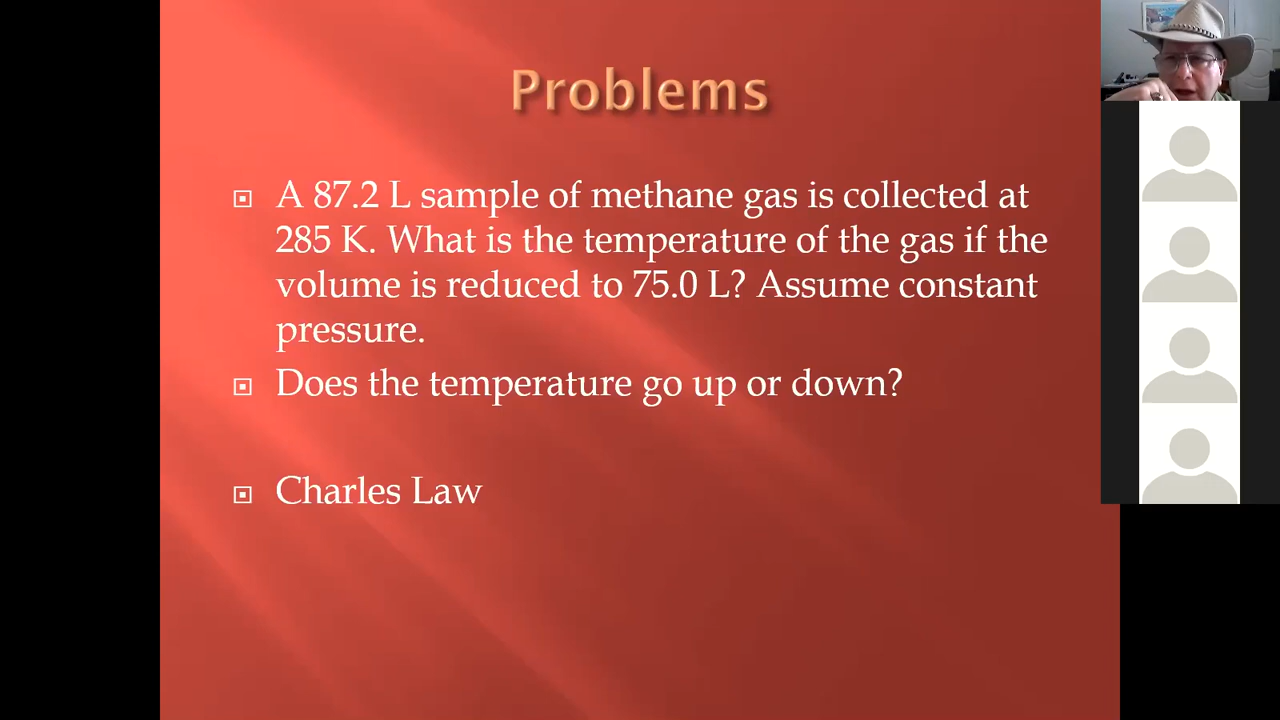 Problems
A 87.2 L sample of methane gas is collected at
285 K. What is the temperature of the gas if the
volume is reduced to 75.0 L? Assume constant
pressure.
Does the temperature go up or down?
Charles Law